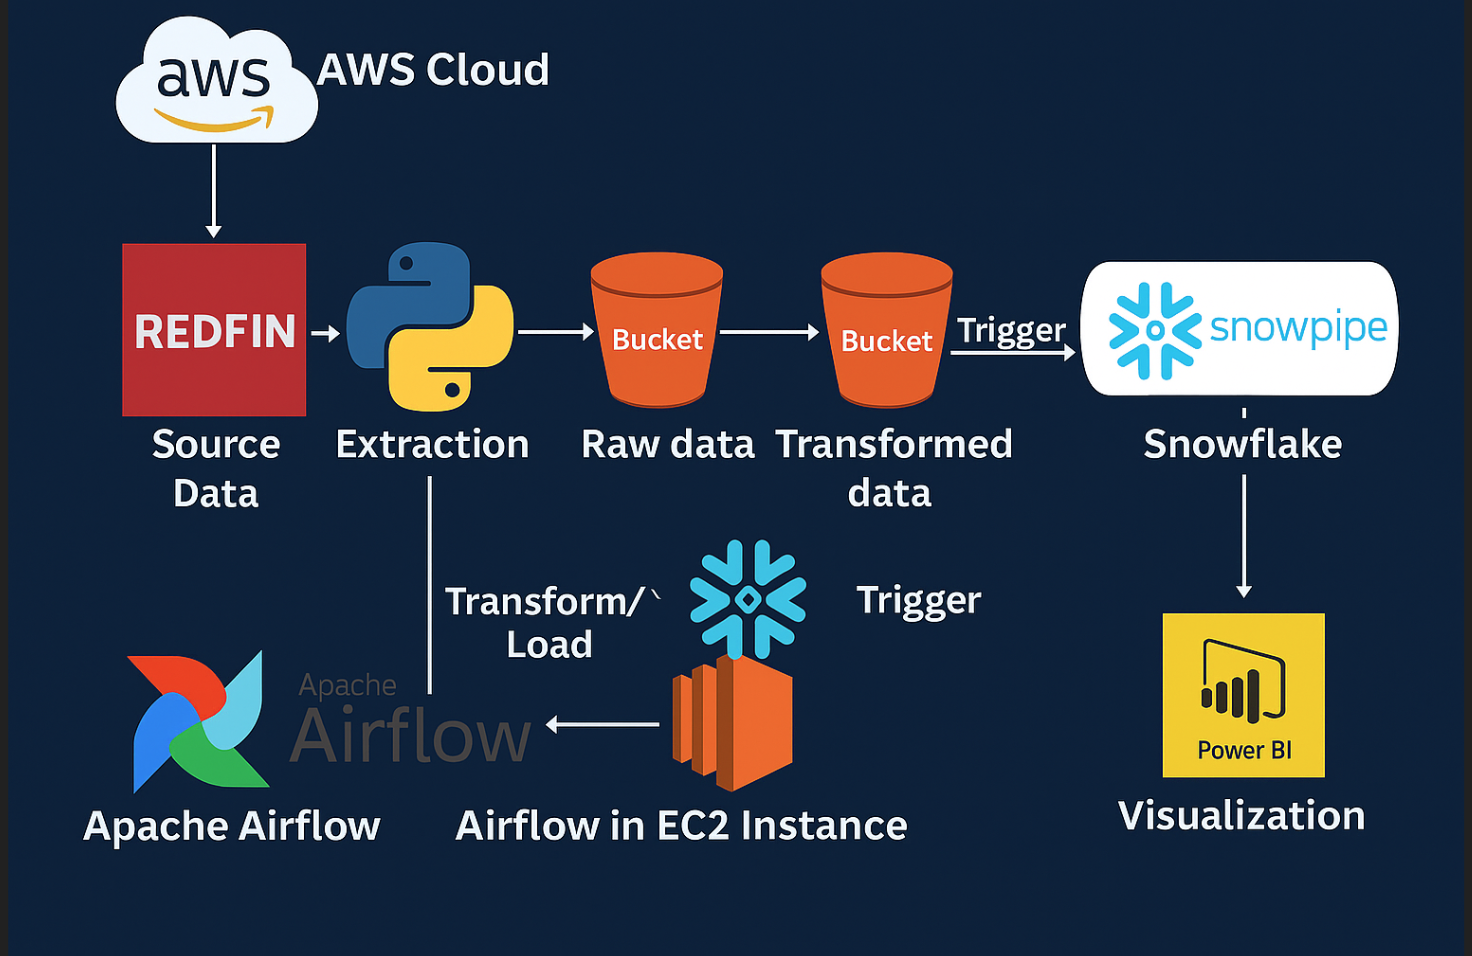 aws
AWS Cloud
REDFIN
Bucket
Bucket
Trigger
snowpipe
Source
Data
Extraction
Raw data
Transformed
data
Snowflake
Transform/`
Load
Trigger
Apache
Airflow
Power BI
Apache Airflow
Airflow in EC2 Instance
Visualization